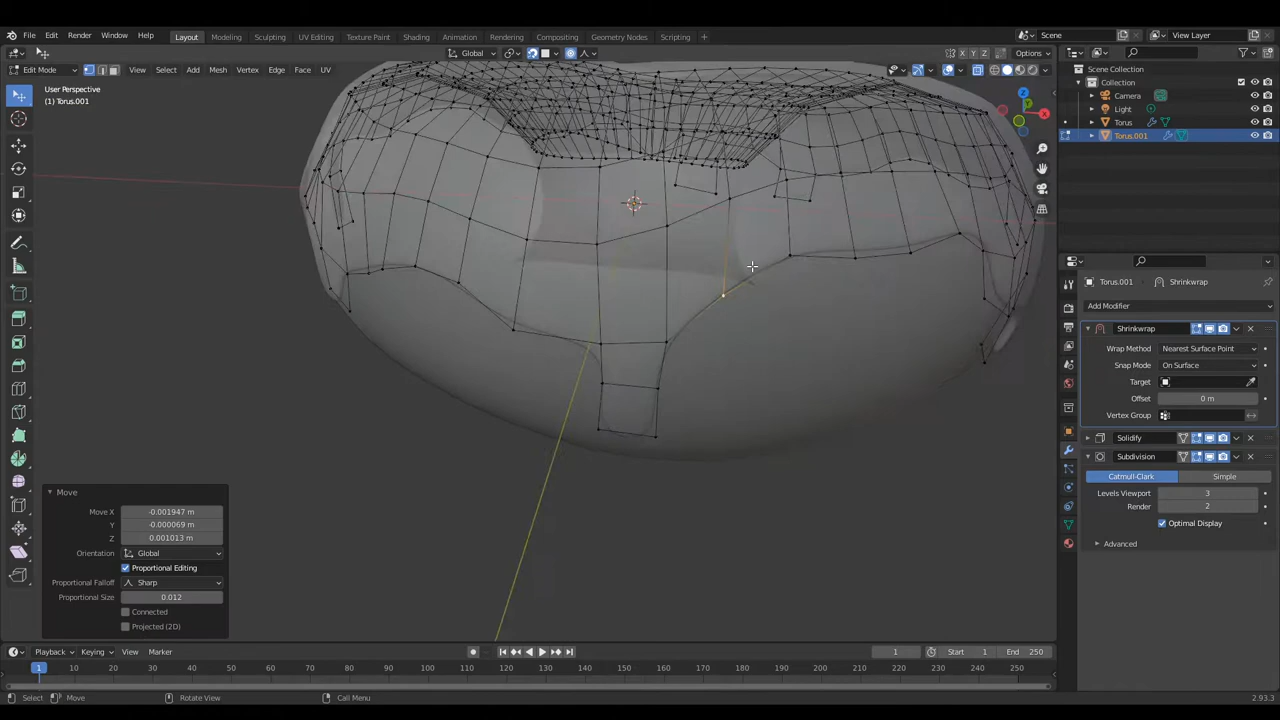 File Edit Render Window Help Layout Modeling Sculpting UV Editing Texture Paint Shading Animation Rendering Compositing Geometry Nodes Scripting Scene View Layer
Global X Y Z Options
Edit Mode View Select Add Mesh Vertex Edge Face UV
User Perspective
(1) Torus.001
Z
Y
X
Scene Collection
Collection
Camera
Light
Torus
Torus.001
Torus.001 Shrinkwrap
Add Modifier
Shrinkwrap
Wrap Method Nearest Surface Point
Snap Mode On Surface
Target
Offset 0 m
Vertex Group
Solidify
Subdivision
Catmull-Clark Simple
Levels Viewport 3
Render 2
Optimal Display
Advanced
Move
Move X -0.001947 m
Y -0.000069 m
Z 0.001013 m
Orientation Global
Proportional Editing
Proportional Falloff Sharp
Proportional Size 0.012
Connected
Projected (2D)
Playback Keying View Marker 1 Start 1 End 250
1 10 20 30 40 50 60 70 80 90 100 110 120 130 140 150 160 170 180 190 200 210 220 230 240 250
Select Move Rotate View Call Menu 2.93.3